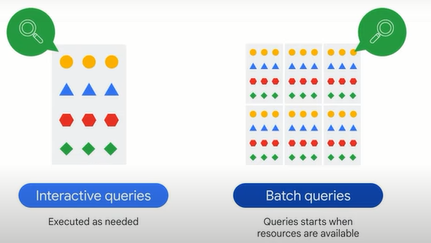 Interactive queries
Executed as needed
Batch queries
Queries starts when
resources are available